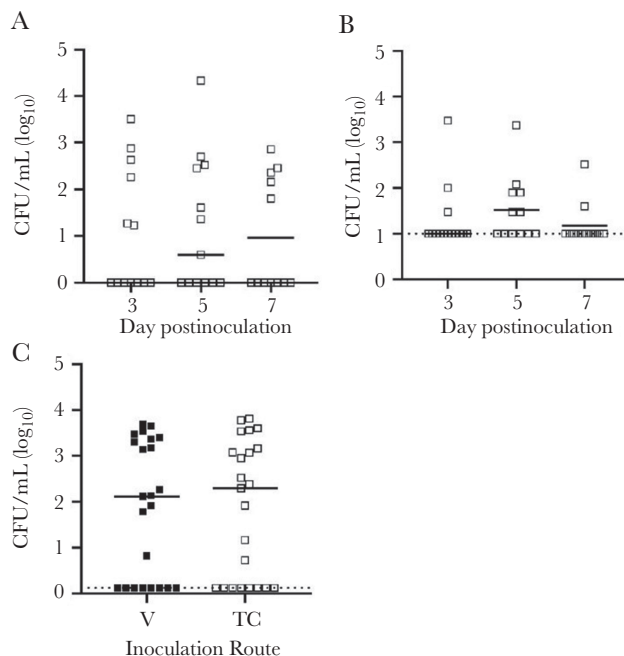 A
CFU/mL (log10)
5
4
3
2
1
0
3 5 7
Day postinoculation
B
CFU/mL (log10)
5
4
3
2
1
0
3 5 7
Day postinoculation
C
CFU/mL (log10)
5
4
3
2
1
0
V TC
Inoculation Route